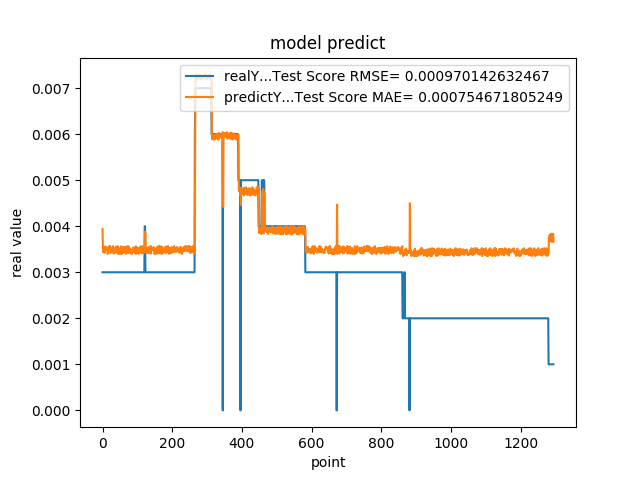 model predict
realY...Test Score RMSE= 0.000970142632467
predictY...Test Score MAE= 0.000754671805249
0.007
0.006
0.005
0.004
0.003
0.002
0.001
0.000
real value
0 200 400 600 800 1000 1200
point